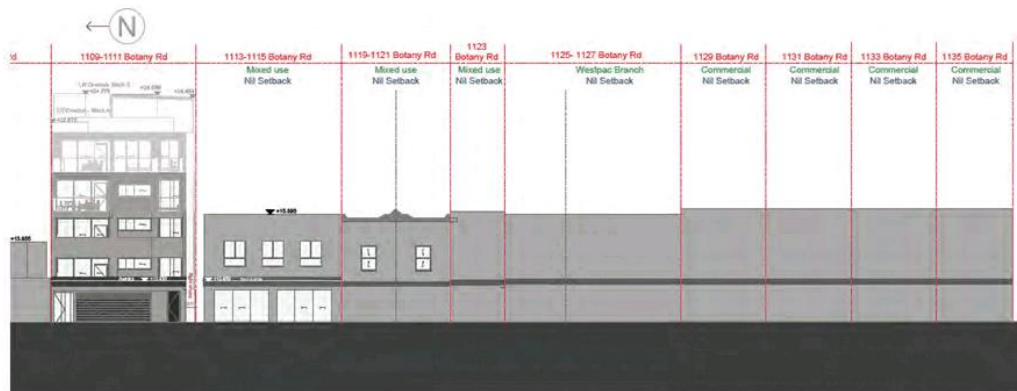 N
1109-1111 Botany Rd
1113-1115 Botany Rd
Mixed use
Nil Setback
1119-1121 Botany Rd
Mixed use
Nil Setback
1123
Botany Rd
Mixed use
Nil Setback
1125- 1127 Botany Rd
Westpac Branch
Nil Setback
1129 Botany Rd
Commercial
Nil Setback
1131 Botany Rd
Commercial
Nil Setback
1133 Botany Rd
Commercial
Nil Setback
1135 Botany Rd
Commercial
Nil Setback